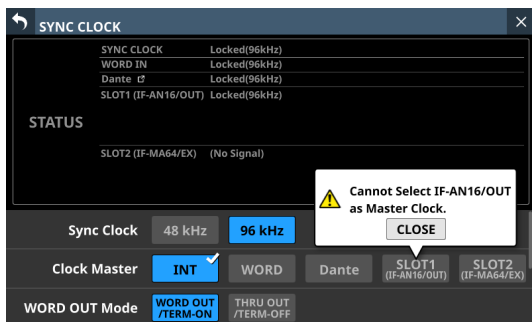 SYNC CLOCK
SYNC CLOCK Locked(96kHz)
WORD IN Locked(96kHz)
Dante Locked(96kHz)
SLOT1 (IF-AN16/OUT) Locked(96kHz)
STATUS
SLOT2 (IF-MA64/EX) (No Signal)
Cannot Select IF-AN16/OUT
as Master Clock.
CLOSE
Sync Clock 48 kHz 96 kHz
Clock Master INT WORD Dante SLOT1 (IF-AN16/OUT) SLOT2 (IF-MA64/EX)
WORD OUT Mode WORD OUT /TERM-ON THRU OUT /TERM-OFF